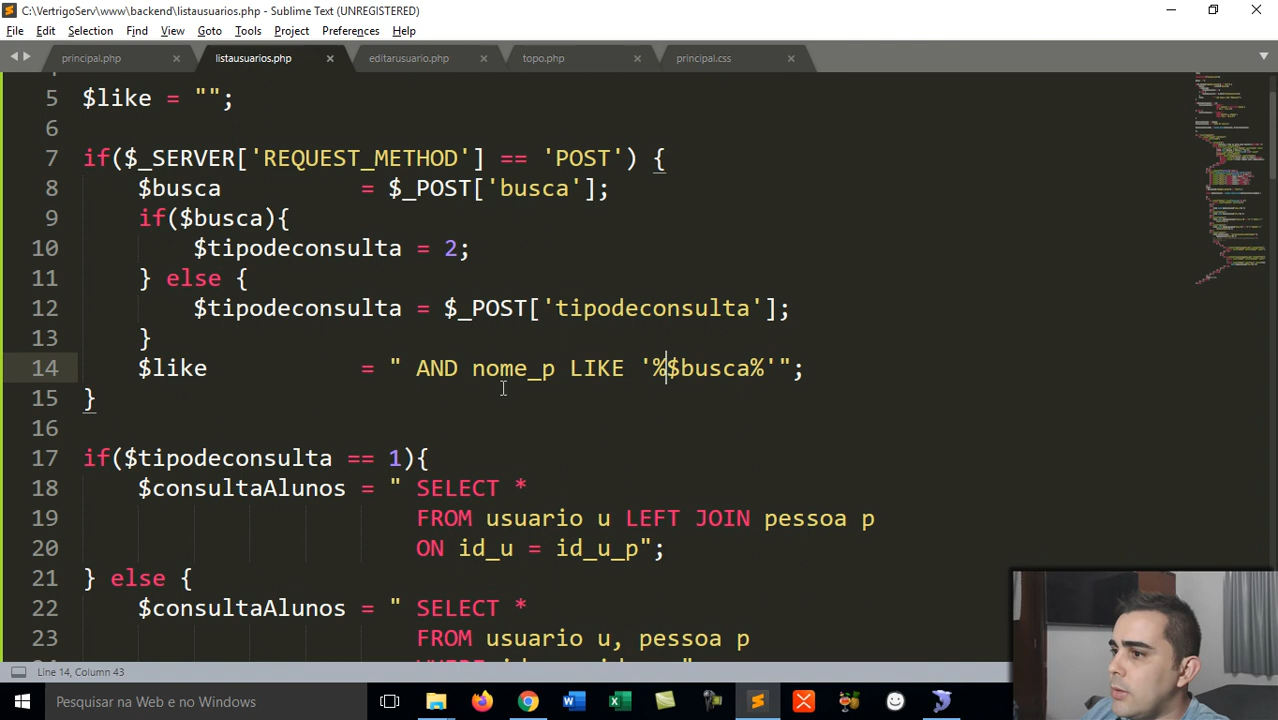 C:\VertrigoServ\www\backend\listausuarios.php - Sublime Text (UNREGISTERED)
File Edit Selection Find View Goto Tools Project Preferences Help
principal.php listausuarios.php editarusuario.php topo.php principal.css
5 $like = "";
6
7 if($_SERVER['REQUEST_METHOD'] == 'POST') {
8 $busca = $_POST['busca'];
9 if($busca){
10 $tipodeconsulta = 2;
11 } else {
12 $tipodeconsulta = $_POST['tipodeconsulta'];
13 }
14 $like = " AND nome_p LIKE '%$busca%'";
15 }
16
17 if($tipodeconsulta == 1){
18 $consultaAlunos = " SELECT *
19 FROM usuario u LEFT JOIN pessoa p
20 ON id_u = id_u_p";
21 } else {
22 $consultaAlunos = " SELECT *
23 FROM usuario u, pessoa p
Line 14, Column 43
Pesquisar na Web e no Windows